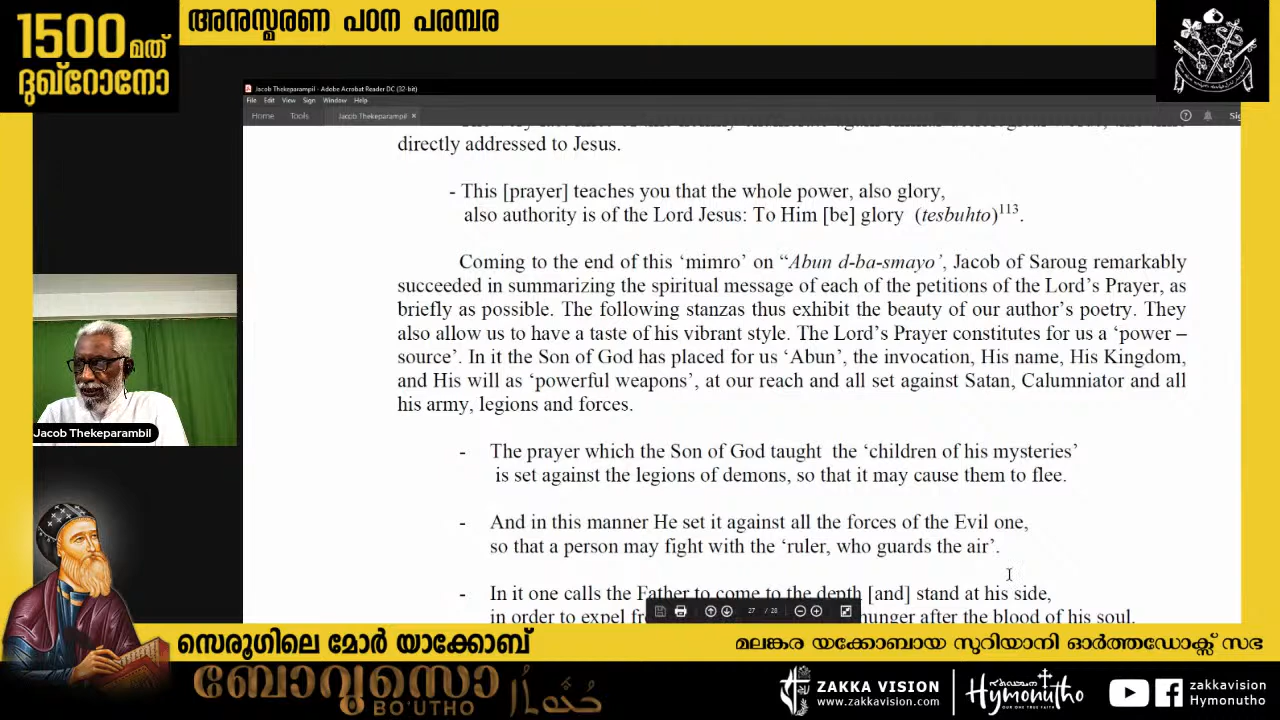 1500 മത്
ദുഖ്റോനോ
അനുസ്മരണ പഠന പരമ്പര
Jacob Thekeparampil - Adobe Acrobat Reader DC (32-bit)
File Edit View Sign Window Help
Home Tools Jacob Thekeparampil ×
directly addressed to Jesus.
- This [prayer] teaches you that the whole power, also glory,
also authority is of the Lord Jesus: To Him [be] glory (tesbuhto)113.
Coming to the end of this ‘mimro’ on “Abun d-ba-smayo’, Jacob of Saroug remarkably
succeeded in summarizing the spiritual message of each of the petitions of the Lord’s Prayer, as
briefly as possible. The following stanzas thus exhibit the beauty of our author’s poetry. They
also allow us to have a taste of his vibrant style. The Lord’s Prayer constitutes for us a ‘power –
source’. In it the Son of God has placed for us ‘Abun’, the invocation, His name, His Kingdom,
and His will as ‘powerful weapons’, at our reach and all set against Satan, Calumniator and all
his army, legions and forces.
- The prayer which the Son of God taught the ‘children of his mysteries’
is set against the legions of demons, so that it may cause them to flee.
- And in this manner He set it against all the forces of the Evil one,
so that a person may fight with the ‘ruler, who guards the air’.
- In it one calls the Father to come to the depth [and] stand at his side,
in order to expel hunger after the blood of his soul.
27 / 28
Jacob Thekeparambil
സെരൂഗിലെ മോർ യാക്കോബ്
മലങ്കര യാക്കോബായ സുറിയാനി ഓർത്തഡോക്സ് സഭ
ബോവൂസൊ
BO'UTHO
ZAKKA VISION
www.zakkavision.com
Hymonutho
OUR ONE TRUE FAITH
zakkavision
Hymonutho